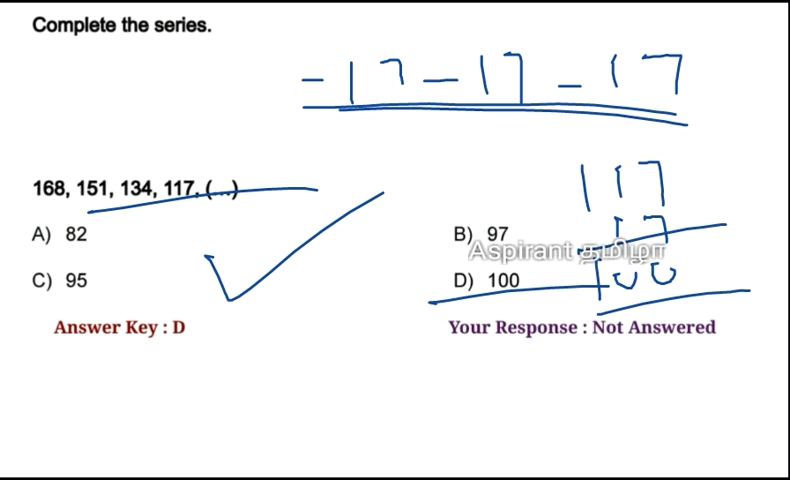 Complete the series.
-17-17-17
168, 151, 134, 117, (...)
117
A) 82
B) 97
17
Aspirant தமிழா
C) 95
D) 100
100
Answer Key : D
Your Response : Not Answered